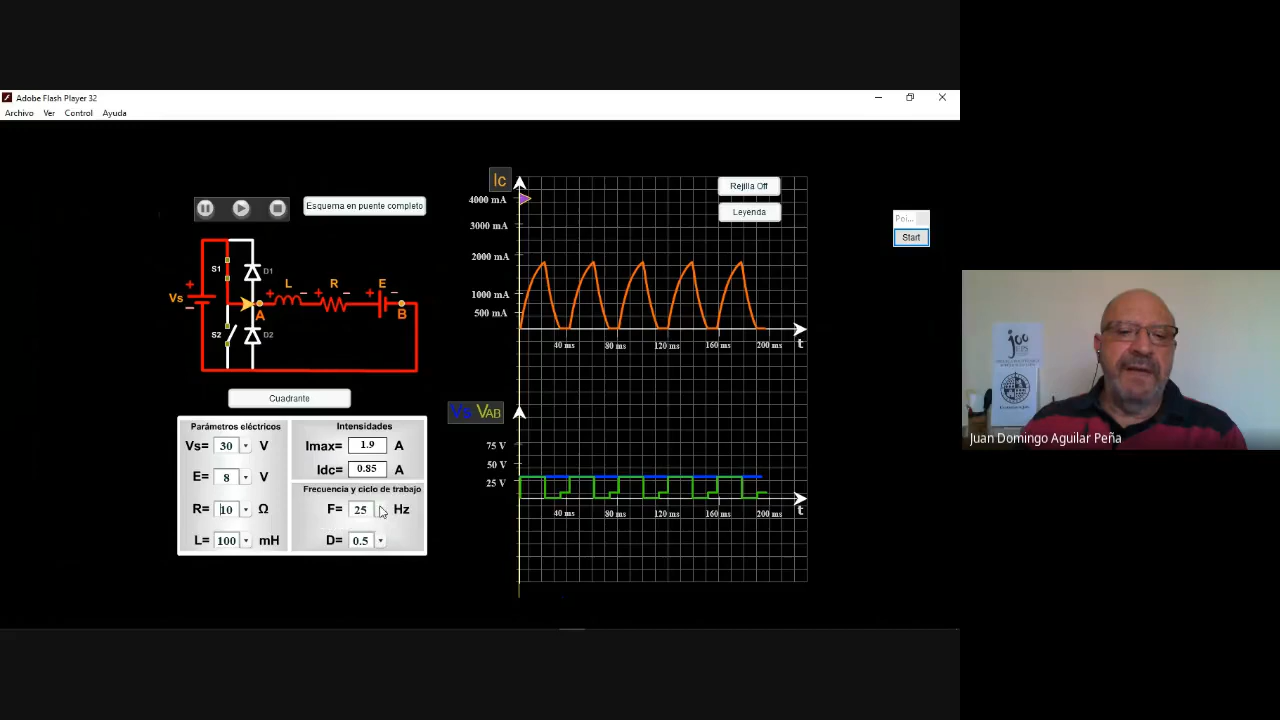 Adobe Flash Player 32
Archivo Ver Control Ayuda
Esquema en puente completo
S1
D1
L
R
E
Vs
A
B
S2
D2
Cuadrante
Parámetros eléctricos
Vs= 30 V
E= 8 V
R= 10 Ω
L= 100 mH
Intensidades
Imax= 1.9 A
Idc= 0.85 A
Frecuencia y ciclo de trabajo
F= 25 Hz
D= 0.5
Ic
Rejilla Off
Leyenda
4000 mA
3000 mA
2000 mA
1000 mA
500 mA
40 ms 80 ms 120 ms 160 ms 200 ms t
Vs VAB
75 V
50 V
25 V
40 ms 80 ms 120 ms 160 ms 200 ms t
Poi...
Start
Juan Domingo Aguilar Peña